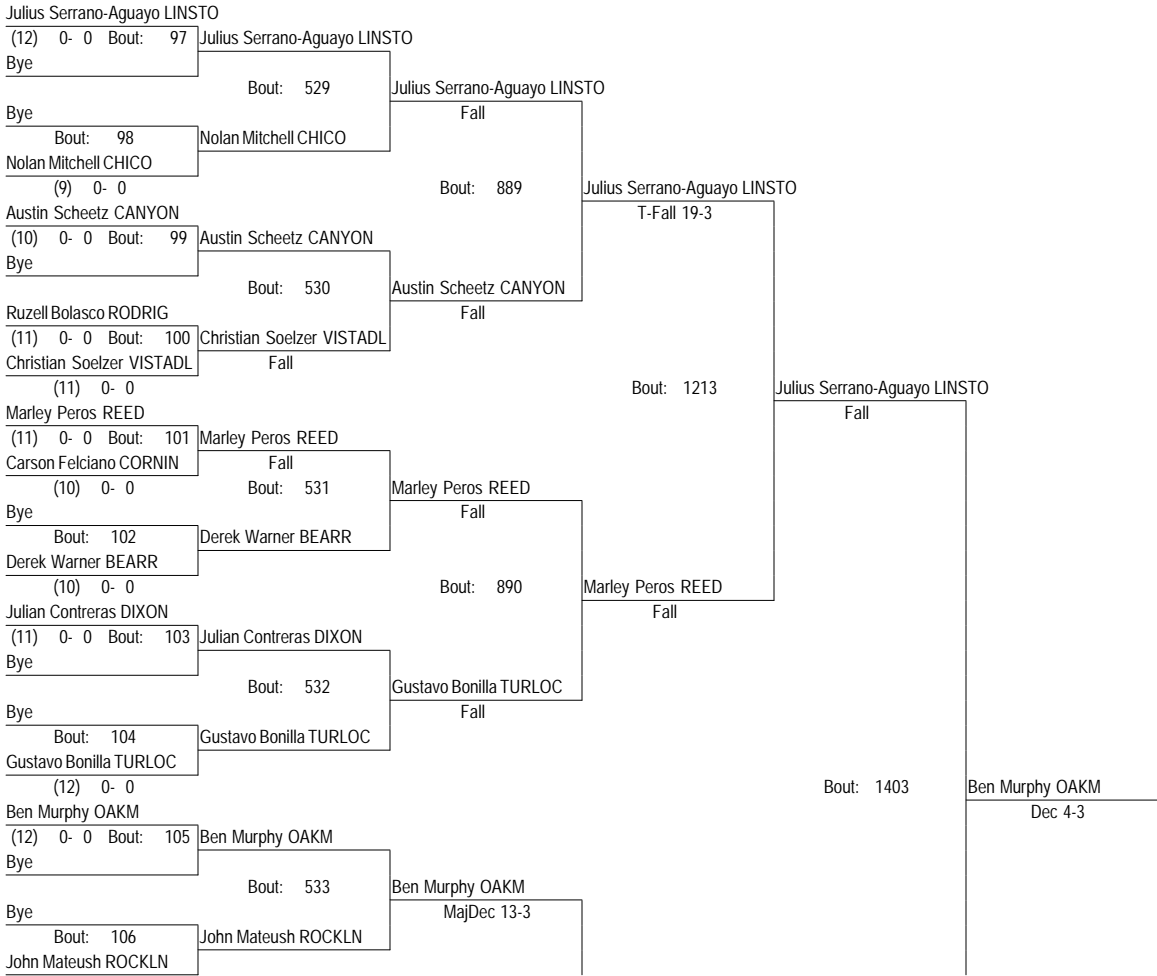 Julius Serrano-Aguayo LINSTO
(12) 0- 0 Bout: 97 Julius Serrano-Aguayo LINSTO
Bye
Bout: 529 Julius Serrano-Aguayo LINSTO
Bye Fall
Bout: 98 Nolan Mitchell CHICO
Nolan Mitchell CHICO
(9) 0- 0 Bout: 889 Julius Serrano-Aguayo LINSTO
Austin Scheetz CANYON T-Fall 19-3
(10) 0- 0 Bout: 99 Austin Scheetz CANYON
Bye
Bout: 530 Austin Scheetz CANYON
Ruzell Bolasco RODRIG Fall
(11) 0- 0 Bout: 100 Christian Soelzer VISTADL
Christian Soelzer VISTADL Fall
(11) 0- 0 Bout: 1213 Julius Serrano-Aguayo LINSTO
Marley Peros REED Fall
(11) 0- 0 Bout: 101 Marley Peros REED
Carson Felciano CORNIN Fall
(10) 0- 0 Bout: 531 Marley Peros REED
Bye Fall
Bout: 102 Derek Warner BEARR
Derek Warner BEARR
(10) 0- 0 Bout: 890 Marley Peros REED
Julian Contreras DIXON Fall
(11) 0- 0 Bout: 103 Julian Contreras DIXON
Bye
Bout: 532 Gustavo Bonilla TURLOC
Bye Fall
Bout: 104 Gustavo Bonilla TURLOC
Gustavo Bonilla TURLOC
(12) 0- 0 Bout: 1403 Ben Murphy OAKM
Ben Murphy OAKM Dec 4-3
(12) 0- 0 Bout: 105 Ben Murphy OAKM
Bye
Bout: 533 Ben Murphy OAKM
Bye MajDec 13-3
Bout: 106 John Mateush ROCKLN
John Mateush ROCKLN